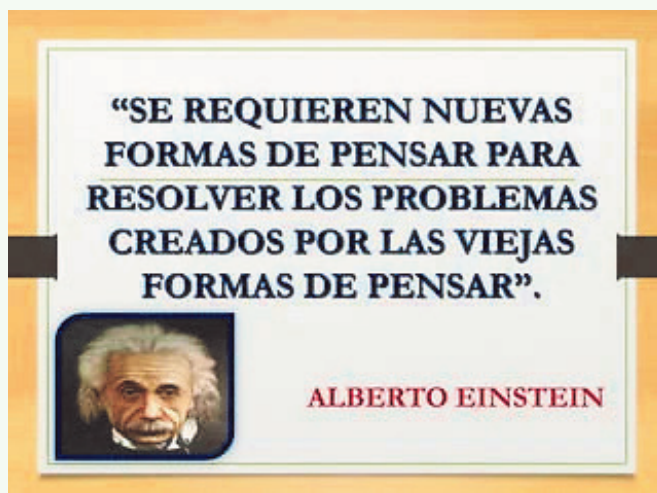 “SE REQUIEREN NUEVAS
FORMAS DE PENSAR PARA
RESOLVER LOS PROBLEMAS
CREADOS POR LAS VIEJAS
FORMAS DE PENSAR”.
ALBERTO EINSTEIN